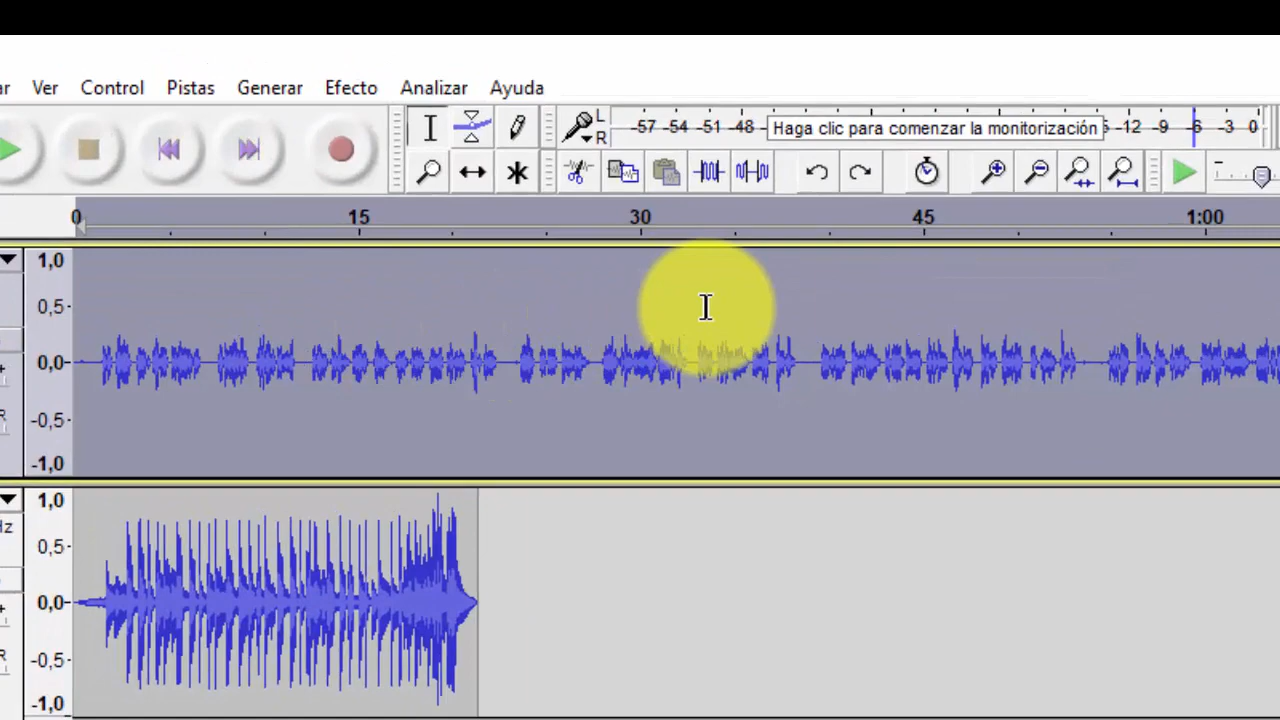 ar Ver Control Pistas Generar Efecto Analizar Ayuda
L
R
-57 -54 -51 -48 Haga clic para comenzar la monitorización -12 -9 -6 -3 0
0 15 30 45 1:00
1,0
0,5
0,0
-0,5
-1,0
R
1,0
Hz
0,5
0,0
-0,5
R
-1,0